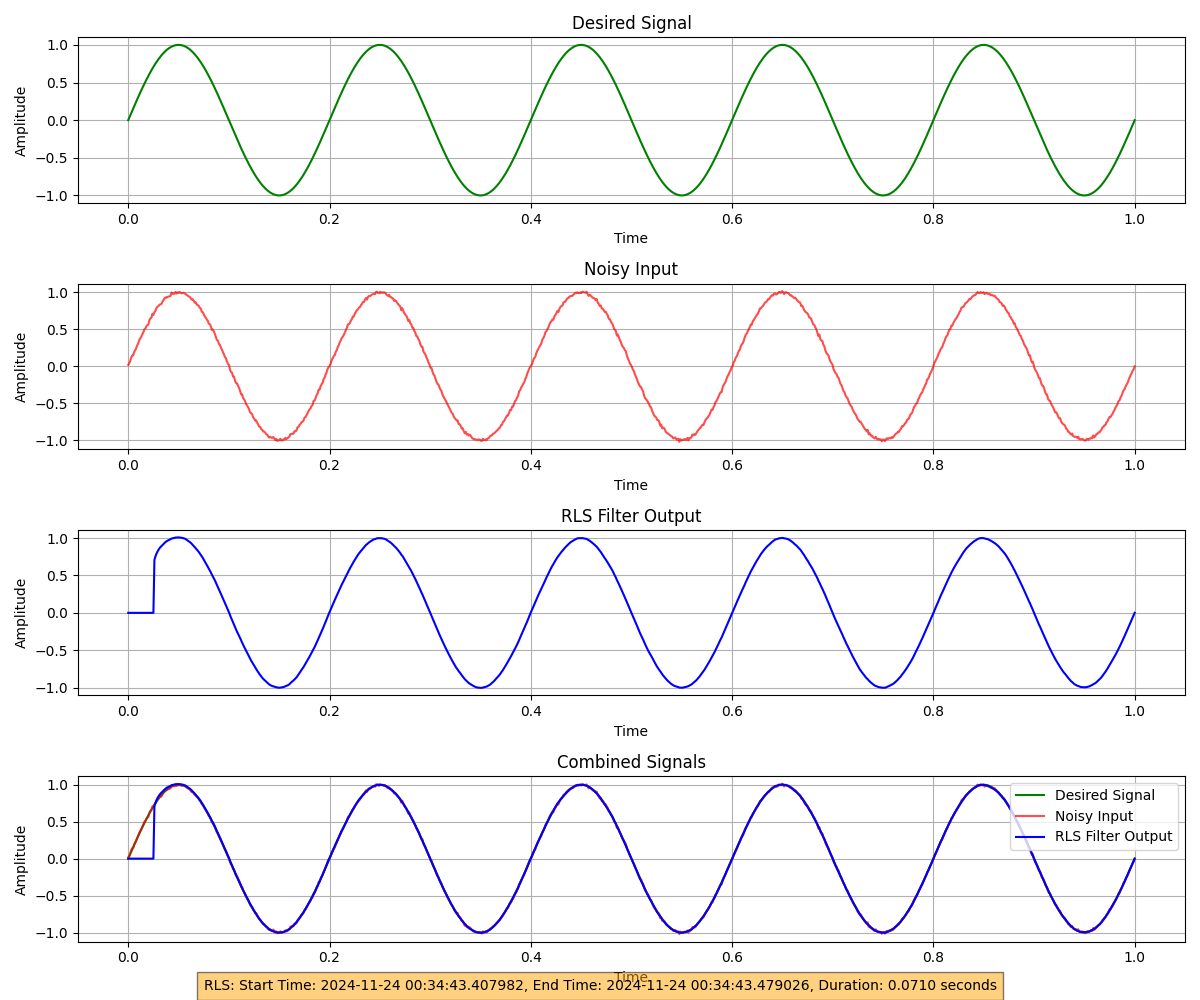 Desired Signal
1.0
0.5
0.0
−0.5
−1.0
Amplitude
0.0 0.2 0.4 0.6 0.8 1.0
Time
Noisy Input
1.0
0.5
0.0
−0.5
−1.0
Amplitude
0.0 0.2 0.4 0.6 0.8 1.0
Time
RLS Filter Output
1.0
0.5
0.0
−0.5
−1.0
Amplitude
0.0 0.2 0.4 0.6 0.8 1.0
Time
Combined Signals
1.0
0.5
0.0
−0.5
−1.0
Amplitude
Desired Signal
Noisy Input
RLS Filter Output
0.0 0.2 0.4 0.6 0.8 1.0
Time
RLS: Start Time: 2024-11-24 00:34:43.407982, End Time: 2024-11-24 00:34:43.479026, Duration: 0.0710 seconds